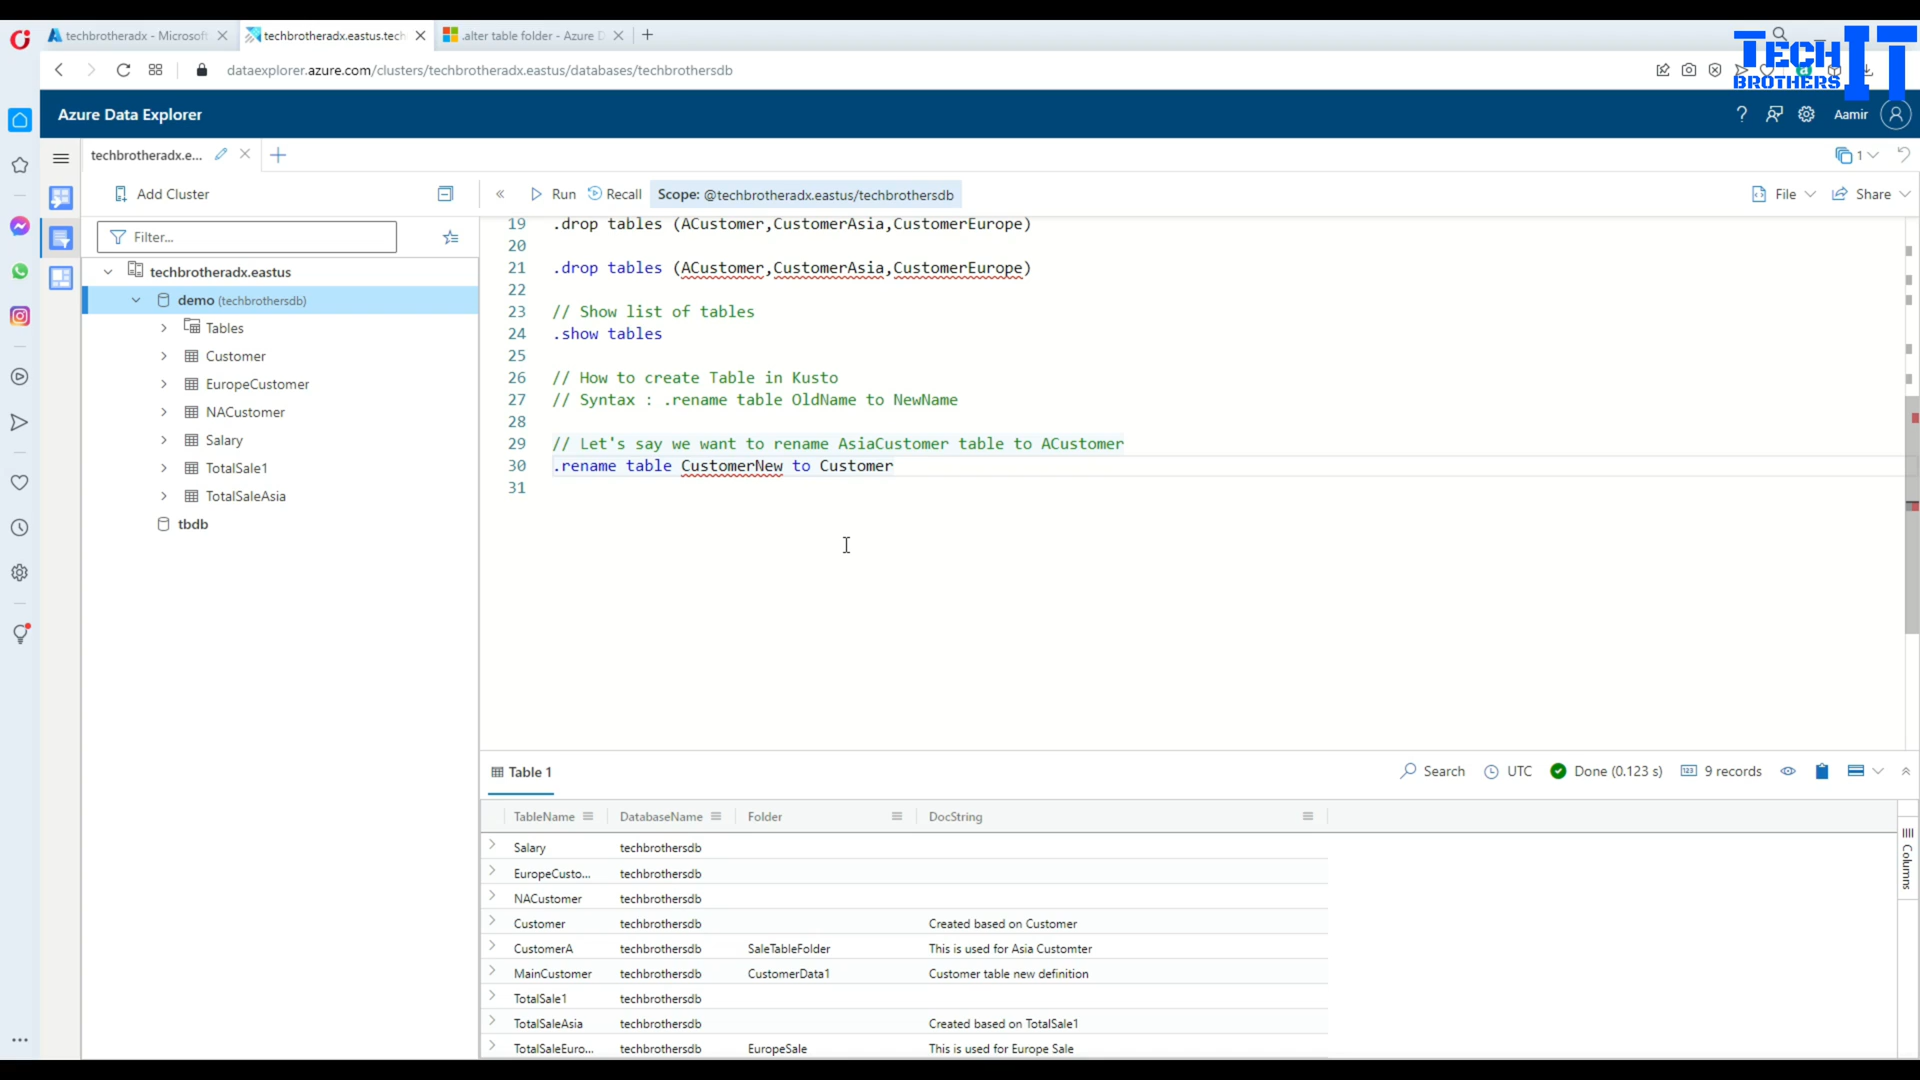 techbrotheradx - Microsoft
techbrotheradx.eastus.tech
.alter table folder - Azure D
dataexplorer.azure.com/clusters/techbrotheradx.eastus/databases/techbrothersdb
TECH
BROTHERS
IT
Azure Data Explorer
Aamir
techbrotheradx.e...
1
Add Cluster
Run
Recall
Scope: @techbrotheradx.eastus/techbrothersdb
File
Share
Filter...
techbrotheradx.eastus
demo (techbrothersdb)
Tables
Customer
EuropeCustomer
NACustomer
Salary
TotalSale1
TotalSaleAsia
tbdb
19 .drop tables (ACustomer,CustomerAsia,CustomerEurope)
20
21 .drop tables (ACustomer,CustomerAsia,CustomerEurope)
22
23 // Show list of tables
24 .show tables
25
26 // How to create Table in Kusto
27 // Syntax : .rename table OldName to NewName
28
29 // Let's say we want to rename AsiaCustomer table to ACustomer
30 .rename table CustomerNew to Customer
31
Table 1
Search
UTC
Done (0.123 s)
9 records
TableName DatabaseName Folder DocString
Salary techbrothersdb
EuropeCusto... techbrothersdb
NACustomer techbrothersdb
Customer techbrothersdb Created based on Customer
CustomerA techbrothersdb SaleTableFolder This is used for Asia Customter
MainCustomer techbrothersdb CustomerData1 Customer table new definition
TotalSale1 techbrothersdb
TotalSaleAsia techbrothersdb Created based on TotalSale1
TotalSaleEuro... techbrothersdb EuropeSale This is used for Europe Sale
Columns